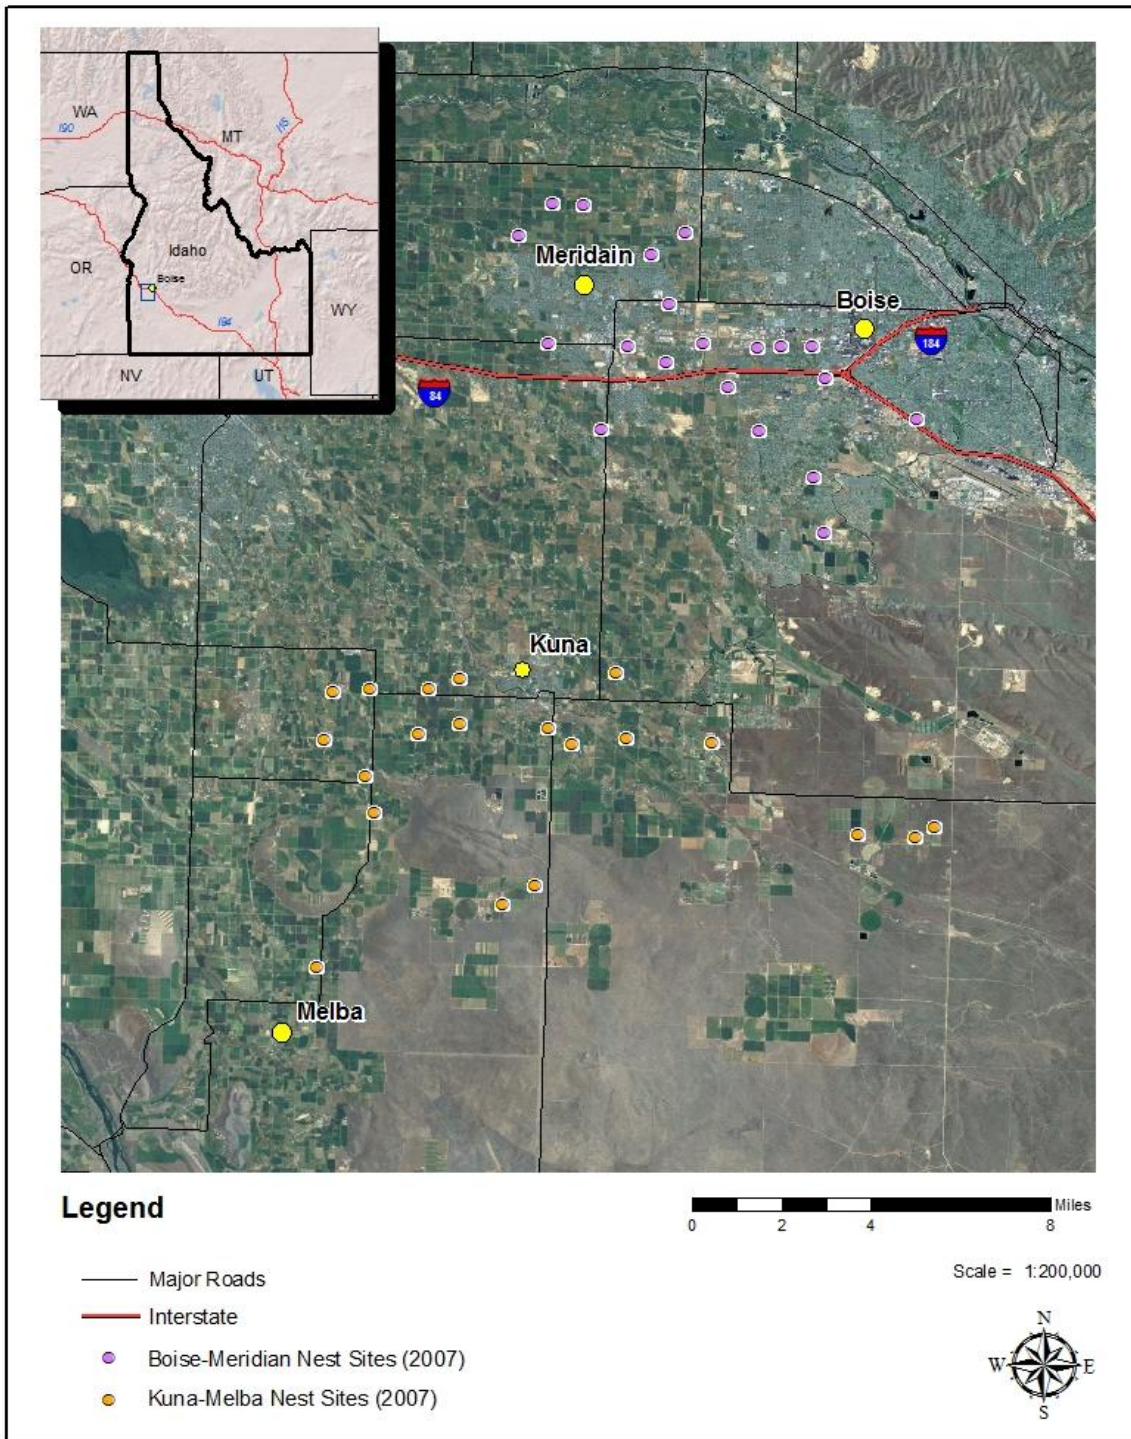 WA
I90
MT
I15
Idaho
OR
Boise
WY
I94
NV
UT
Meridain
Boise
184
84
Kuna
Melba
Legend
Miles
0 2 4 8
Scale = 1:200,000
Major Roads
Interstate
Boise-Meridian Nest Sites (2007)
Kuna-Melba Nest Sites (2007)
N
W E
S